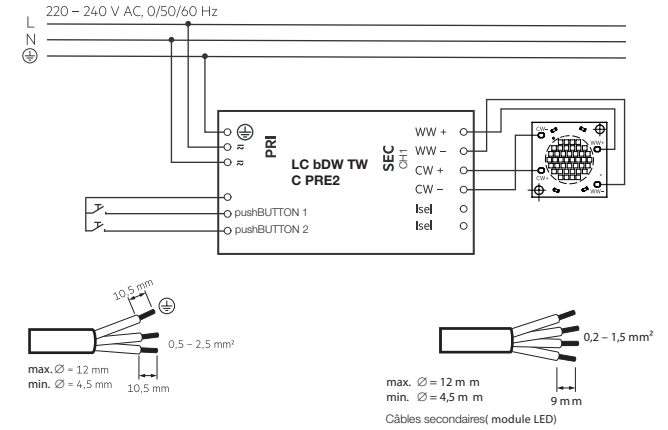 220 – 240 V AC, 0/50/60 Hz
L
N
PRI
≈
≈
LC bDW TW
C PRE2
SEC
CH1
WW +
WW –
CW +
CW –
Isel
Isel
pushBUTTON 1
pushBUTTON 2
CW–
WW+
CW+
WW–
10,5 mm
0,5 – 2,5 mm²
max. Ø = 12 mm
min. Ø = 4,5 mm
10,5 mm
0,2 – 1,5 mm²
max. Ø = 12 m m
min. Ø = 4,5 m m
9 m m
Câbles secondaires( module LED)